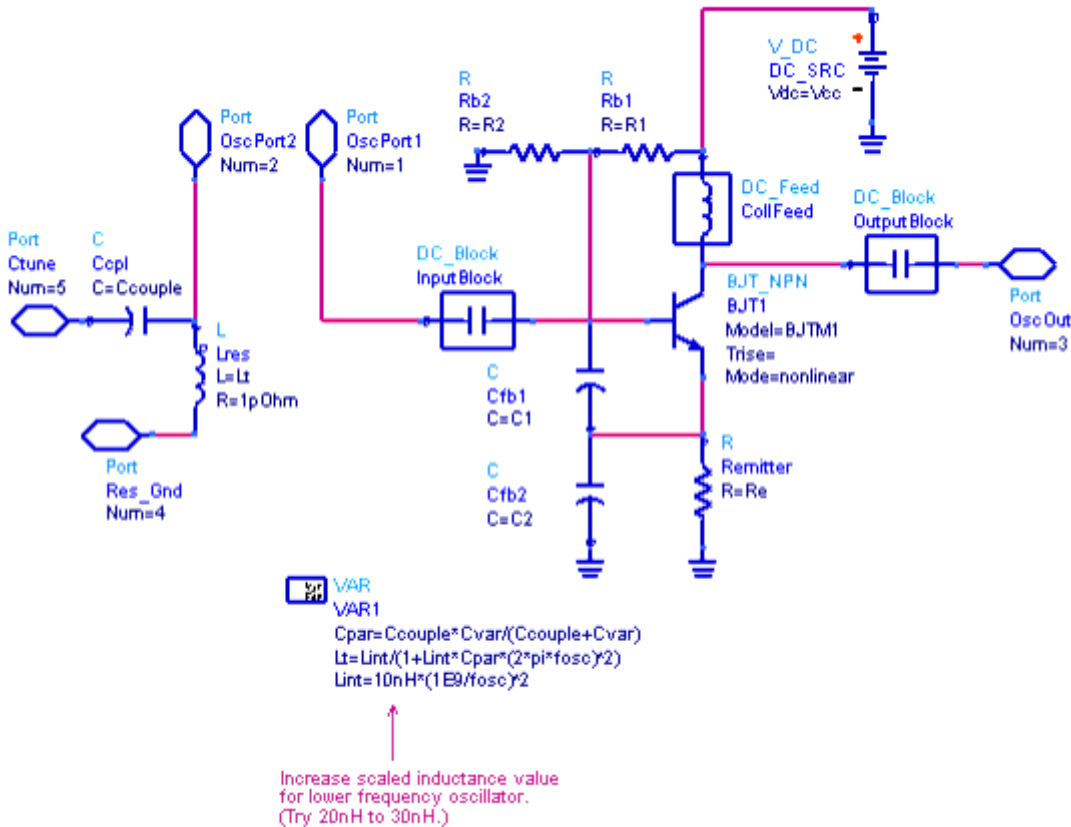 V_DC
DC_SRC
Vdc=Vcc
+
-
R
Rb2
R=R2
R
Rb1
R=R1
Port
OscPort2
Num=2
Port
OscPort1
Num=1
DC_Feed
CollFeed
DC_Block
OutputBlock
Port
Ctune
Num=5
C
Ccpl
C=Ccouple
DC_Block
InputBlock
BJT_NPN
BJT1
Model=BJTM1
Trise=
Mode=nonlinear
Port
OscOut
Num=3
L
Lres
L=Lt
R=1pOhm
C
Cfb1
C=C1
Port
Res_Gnd
Num=4
C
Cfb2
C=C2
R
Remitter
R=Re
Var
Eqn
VAR
VAR1
Cpar=Ccouple*Cvar/(Ccouple+Cvar)
Lt=Lint/(1+Lint*Cpar*(2*pi*fosc)^2)
Lint=10nH*(1E9/fosc)^2
Increase scaled inductance value
for lower frequency oscillator.
(Try 20nH to 30nH.)